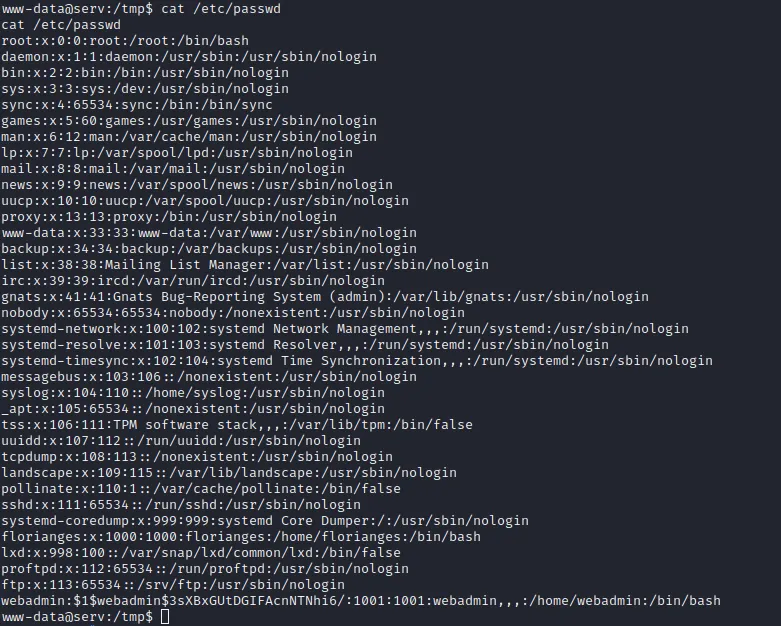 www-data@serv:/tmp$ cat /etc/passwd
cat /etc/passwd
root:x:0:0:root:/root:/bin/bash
daemon:x:1:1:daemon:/usr/sbin:/usr/sbin/nologin
bin:x:2:2:bin:/bin:/usr/sbin/nologin
sys:x:3:3:sys:/dev:/usr/sbin/nologin
sync:x:4:65534:sync:/bin:/bin/sync
games:x:5:60:games:/usr/games:/usr/sbin/nologin
man:x:6:12:man:/var/cache/man:/usr/sbin/nologin
lp:x:7:7:lp:/var/spool/lpd:/usr/sbin/nologin
mail:x:8:8:mail:/var/mail:/usr/sbin/nologin
news:x:9:9:news:/var/spool/news:/usr/sbin/nologin
uucp:x:10:10:uucp:/var/spool/uucp:/usr/sbin/nologin
proxy:x:13:13:proxy:/bin:/usr/sbin/nologin
www-data:x:33:33:www-data:/var/www:/usr/sbin/nologin
backup:x:34:34:backup:/var/backups:/usr/sbin/nologin
list:x:38:38:Mailing List Manager:/var/list:/usr/sbin/nologin
irc:x:39:39:ircd:/var/run/ircd:/usr/sbin/nologin
gnats:x:41:41:Gnats Bug-Reporting System (admin):/var/lib/gnats:/usr/sbin/nologin
nobody:x:65534:65534:nobody:/nonexistent:/usr/sbin/nologin
systemd-network:x:100:102:systemd Network Management,,,:/run/systemd:/usr/sbin/nologin
systemd-resolve:x:101:103:systemd Resolver,,,:/run/systemd:/usr/sbin/nologin
systemd-timesync:x:102:104:systemd Time Synchronization,,,:/run/systemd:/usr/sbin/nologin
messagebus:x:103:106::/nonexistent:/usr/sbin/nologin
syslog:x:104:110::/home/syslog:/usr/sbin/nologin
_apt:x:105:65534::/nonexistent:/usr/sbin/nologin
tss:x:106:111:TPM software stack,,,:/var/lib/tpm:/bin/false
uuidd:x:107:112::/run/uuidd:/usr/sbin/nologin
tcpdump:x:108:113::/nonexistent:/usr/sbin/nologin
landscape:x:109:115::/var/lib/landscape:/usr/sbin/nologin
pollinate:x:110:1::/var/cache/pollinate:/bin/false
sshd:x:111:65534::/run/sshd:/usr/sbin/nologin
systemd-coredump:x:999:999:systemd Core Dumper:/:/usr/sbin/nologin
florianges:x:1000:1000:florianges:/home/florianges:/bin/bash
lxd:x:998:100::/var/snap/lxd/common/lxd:/bin/false
proftpd:x:112:65534::/run/proftpd:/usr/sbin/nologin
ftp:x:113:65534::/srv/ftp:/usr/sbin/nologin
webadmin:$1$webadmin$3sXBxGUtDGIFAcnNTNhi6/:1001:1001:webadmin,,,:/home/webadmin:/bin/bash
www-data@serv:/tmp$